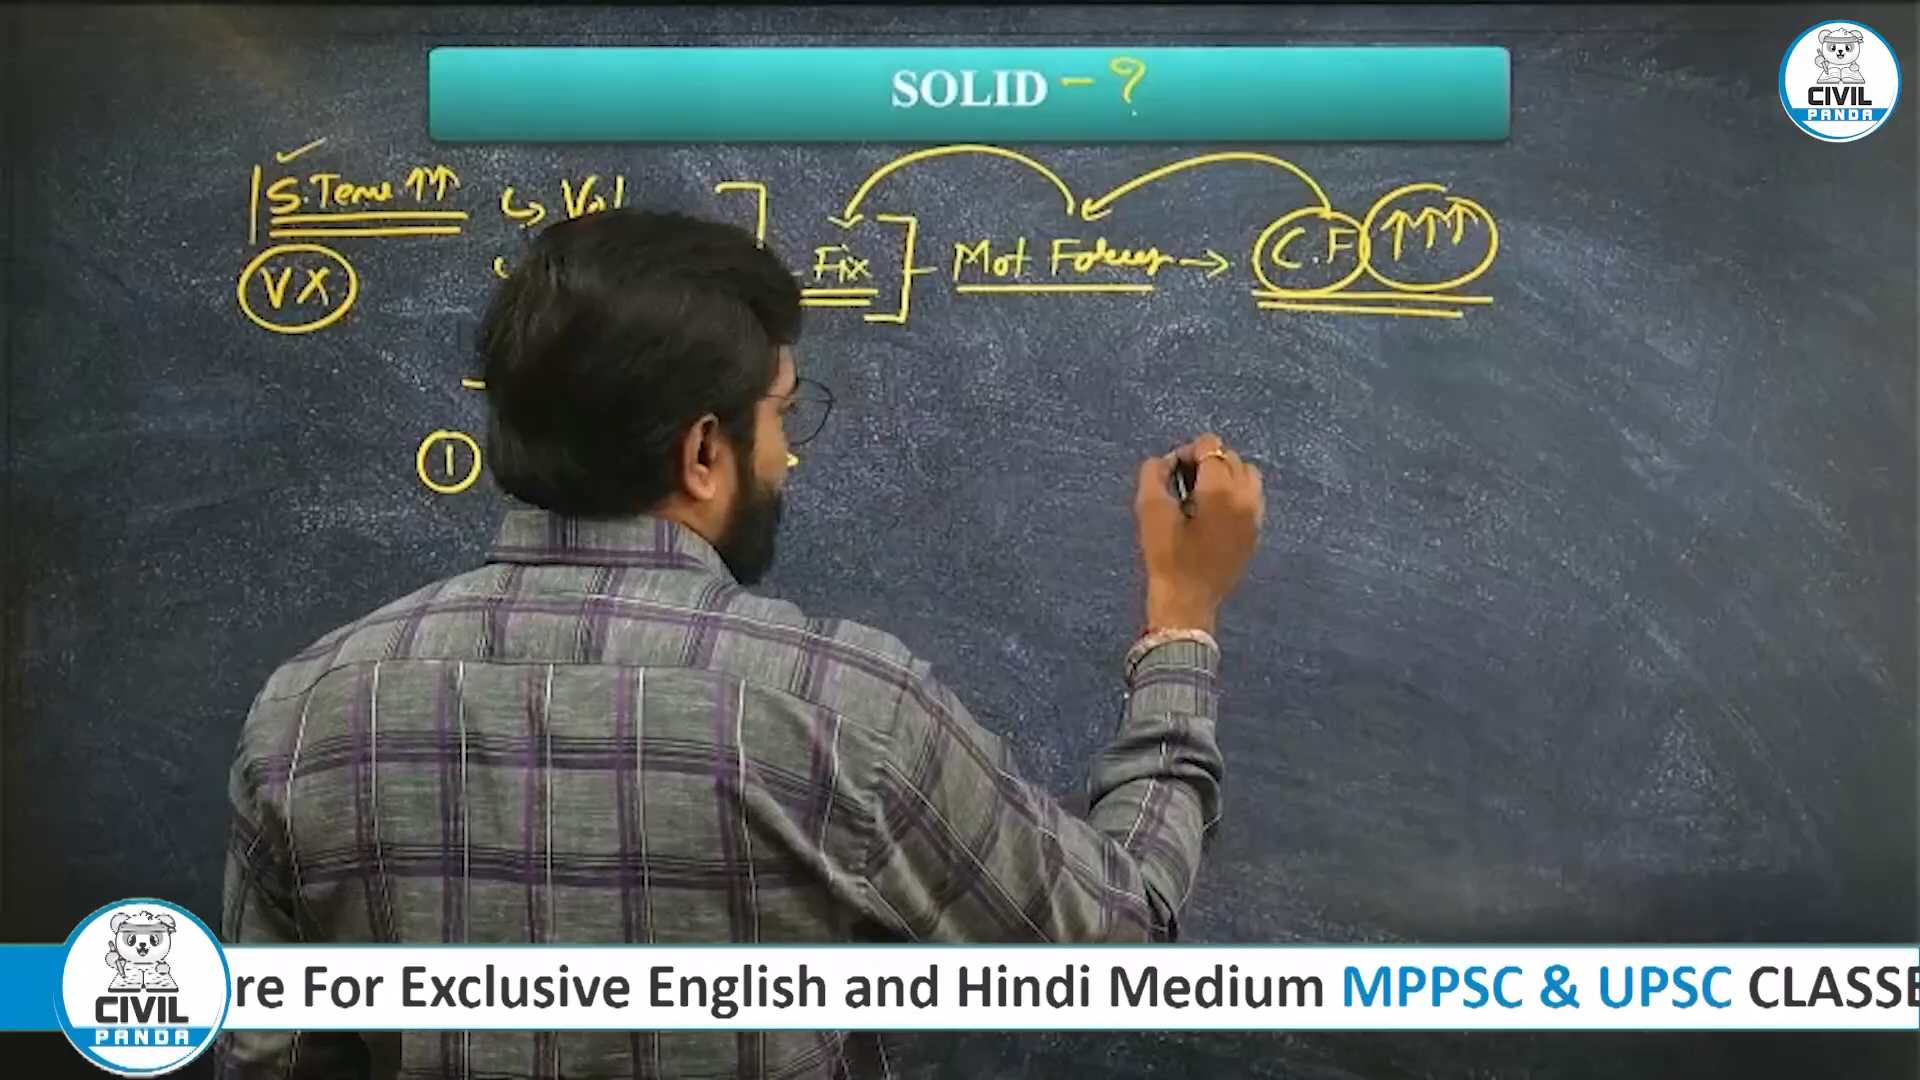 SOLID - ?
CIVIL
PANDA
S. Tens ↑↑ ↳ Vol
VX
Fix - Mot → C.F ↑↑↑
①
CIVIL
PANDA
re For Exclusive English and Hindi Medium MPPSC & UPSC CLASSE